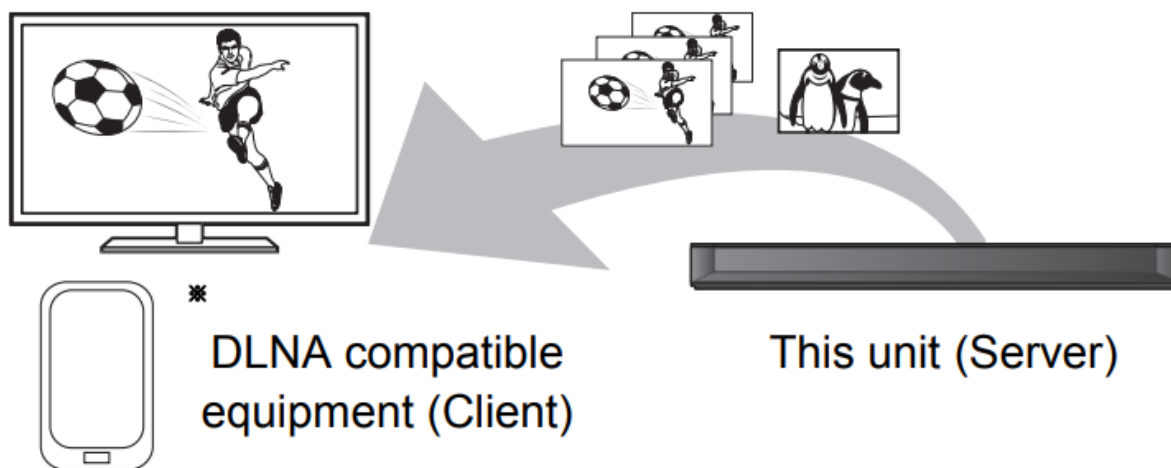 ※
DLNA compatible
equipment (Client)
This unit (Server)